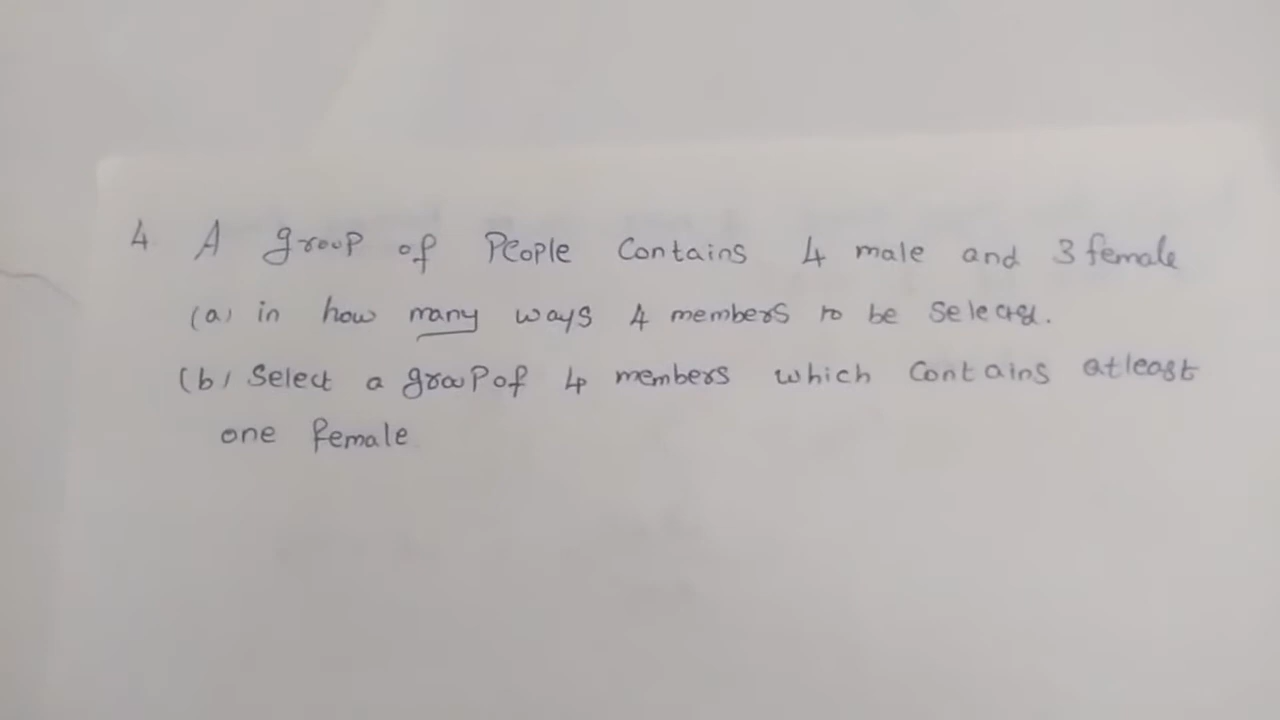 4. A group of People Contains 4 male and 3 female
(a) in how many ways 4 members to be
(b) Select a group of 4 members which Contains atleast
one female